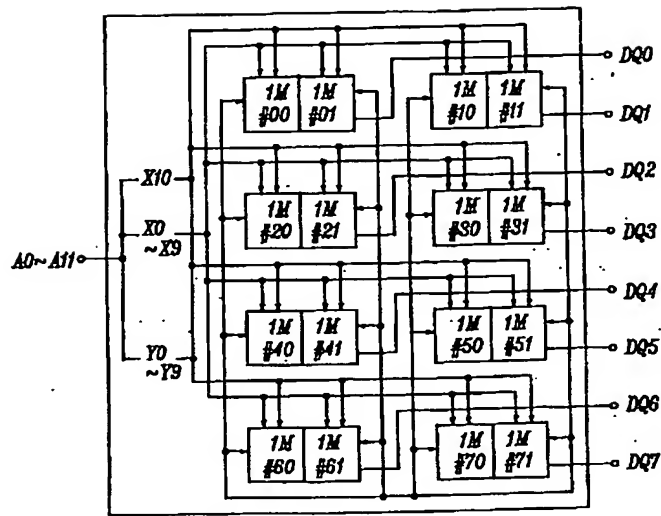 DQ0
1M 1M 1M 1M
#00 #01 #10 #11
DQ1
X10
DQ2
1M 1M 1M 1M
#20 #21 #30 #31
X0
~X9
DQ3
A0~A11
DQ4
1M 1M 1M 1M
#40 #41 #50 #51
DQ5
Y0
~Y9
DQ6
1M 1M 1M 1M
#60 #61 #70 #71
DQ7